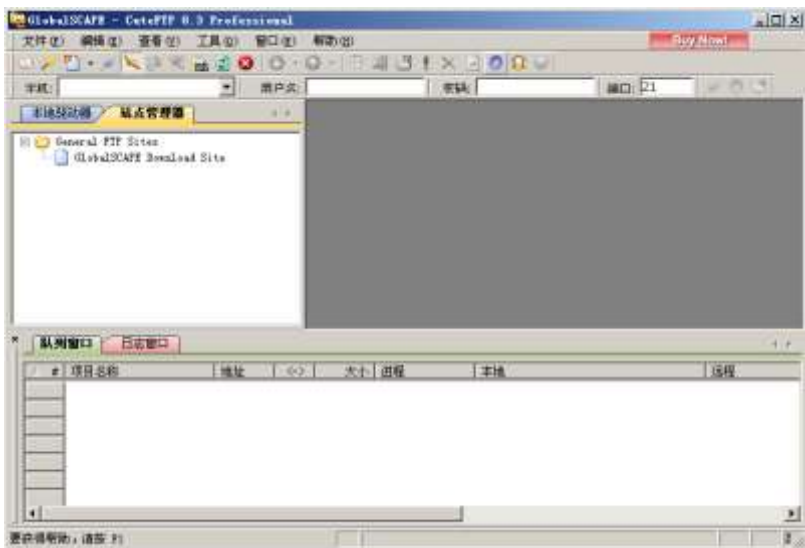 GlobalSCAPE - CuteFTP 8.3 Professional
文件(F) 编辑(E) 查看(V) 工具(T) 窗口(W) 帮助(H) Buy Now!
主机: 用户名: 密码: 端口: 21
本地驱动器 站点管理器
General FTP Sites
GlobalSCAPE Download Site
队列窗口 日志窗口
# 项目名称 地址 <-> 大小 进程 本地 远程
要获得帮助，请按 F1